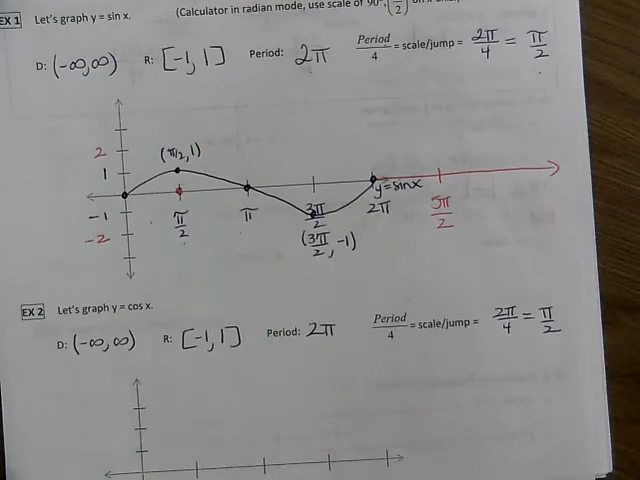 EX 1 Let's graph y = sin x. (Calculator in radian mode, use scale of 90°,
D: (-∞,∞) R: [-1, 1] Period: 2π Period/4 = scale/jump = 2π/4 = π/2
2
(π/2, 1)
1
y=sinx
-1 π/2 π 3π/2 2π 5π/2
-2 (3π/2, -1)
EX 2 Let's graph y = cos x.
D: (-∞, ∞) R: [-1, 1] Period: 2π Period/4 = scale/jump = 2π/4 = π/2